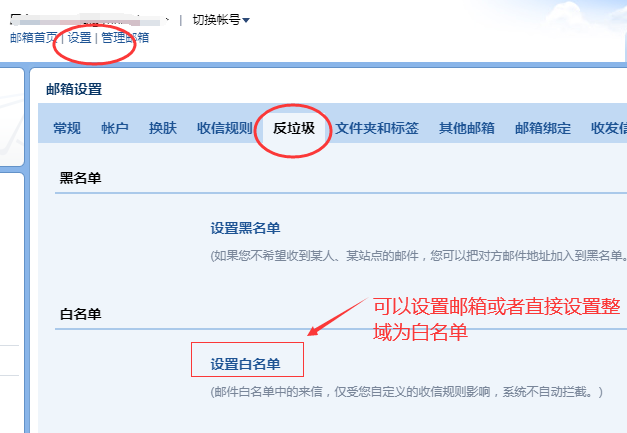 切换帐号
邮箱首页 | 设置 | 管理邮箱
邮箱设置
常规 帐户 换肤 收信规则 反垃圾 文件夹和标签 其他邮箱 邮箱绑定 收发信
黑名单
设置黑名单
(如果您不希望收到某人、某站点的邮件，您可以把对方邮件地址加入到黑名单。
白名单
可以设置邮箱或者直接设置整
域为白名单
设置白名单
(邮件白名单中的来信，仅受您自定义的收信规则影响，系统不自动拦截。)